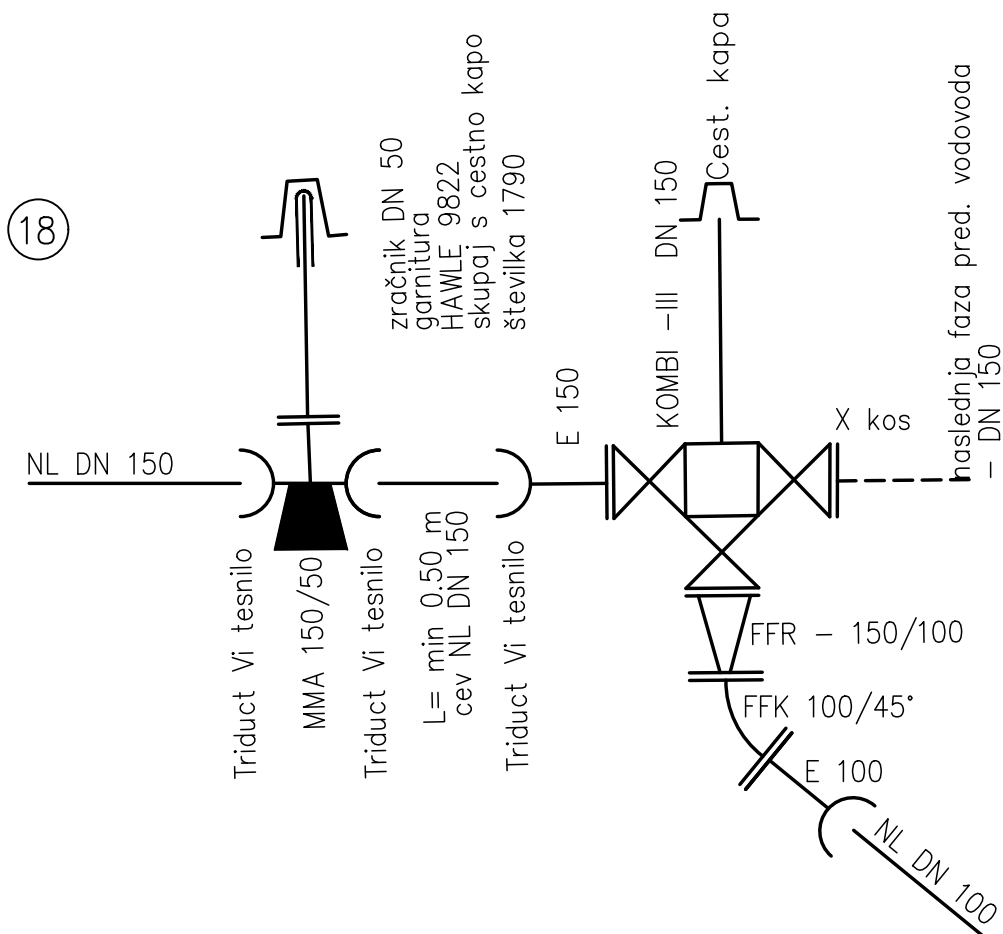 18
zračnik DN 50
garnitura
HAWLE 9822
skupaj s cestno kapo
številka 1790
KOMBI -III DN 150
Cest. kapa
naslednja faza pred. vodovoda
- DN 150
NL DN 150
E 150
X kos
Triduct Vi tesnilo
MMA 150/50
Triduct Vi tesnilo
L= min 0.50 m
cev NL DN 150
Triduct Vi tesnilo
FFR - 150/100
FFK 100/45°
E 100
NL DN 100